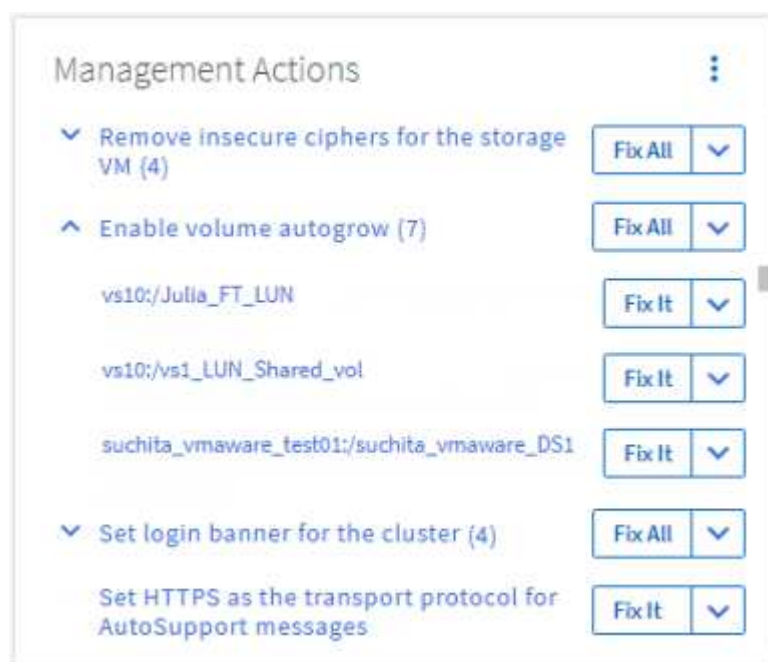 Management Actions
Remove insecure ciphers for the storage
VM (4)
Fix All
Enable volume autogrow (7)
Fix All
vs10:/Julia_FT_LUN
Fix It
vs10:/vs1_LUN_Shared_vol
Fix It
suchita_vmaware_test01:/suchita_vmaware_DS1
Fix It
Set login banner for the cluster (4)
Fix All
Set HTTPS as the transport protocol for
AutoSupport messages
Fix It